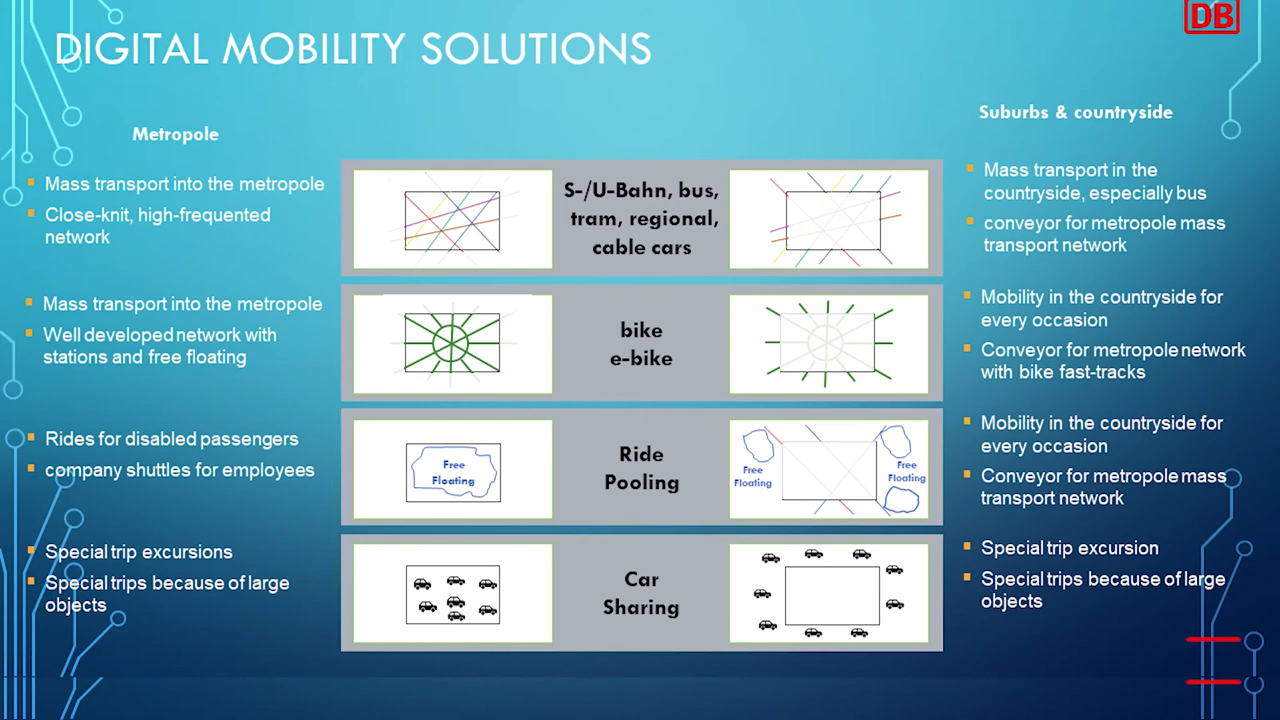 DB
DIGITAL MOBILITY SOLUTIONS
Metropole
Suburbs & countryside
Mass transport into the metropole
Close-knit, high-frequented
network
S-/U-Bahn, bus,
tram, regional,
cable cars
Mass transport in the
countryside, especially bus
conveyor for metropole mass
transport network
Mass transport into the metropole
Well developed network with
stations and free floating
bike
e-bike
Mobility in the countryside for
every occasion
Conveyor for metropole network
with bike fast-tracks
Rides for disabled passengers
company shuttles for employees
Free
Floating
Ride
Pooling
Free
Floating
Free
Floating
Mobility in the countryside for
every occasion
Conveyor for metropole mass
transport network
Special trip excursions
Special trips because of large
objects
Car
Sharing
Special trip excursion
Special trips because of large
objects